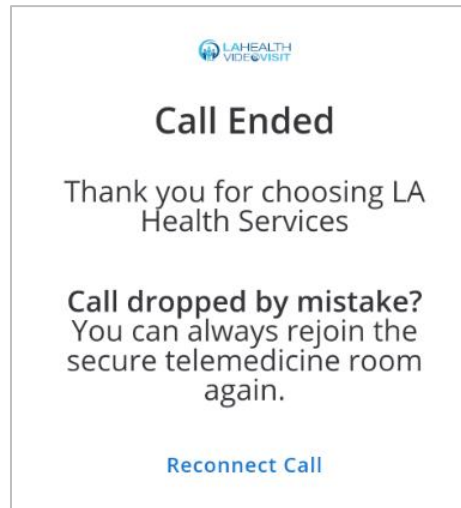 LAHEALTH
VIDEOVISIT
Call Ended
Thank you for choosing LA
Health Services
Call dropped by mistake?
You can always rejoin the
secure telemedicine room
again.
Reconnect Call